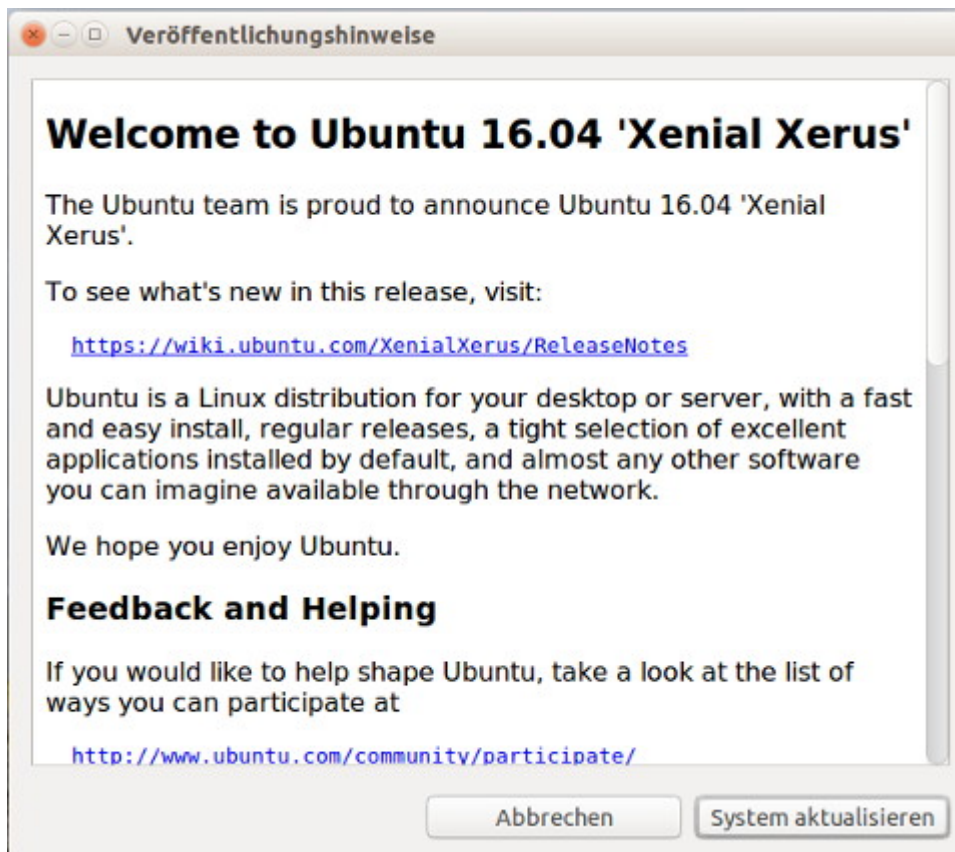 Veröffentlichungshinweise
Welcome to Ubuntu 16.04 'Xenial Xerus'
The Ubuntu team is proud to announce Ubuntu 16.04 'Xenial
Xerus'.
To see what's new in this release, visit:
https://wiki.ubuntu.com/XenialXerus/ReleaseNotes
Ubuntu is a Linux distribution for your desktop or server, with a fast
and easy install, regular releases, a tight selection of excellent
applications installed by default, and almost any other software
you can imagine available through the network.
We hope you enjoy Ubuntu.
Feedback and Helping
If you would like to help shape Ubuntu, take a look at the list of
ways you can participate at
http://www.ubuntu.com/community/participate/
Abbrechen System aktualisieren